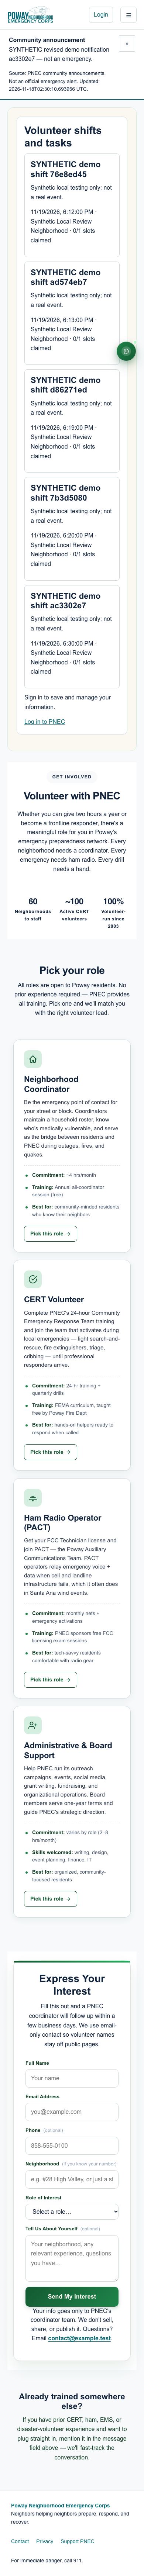 POWAY NEIGHBORHOOD
EMERGENCY CORPS
Login
Community announcement
SYNTHETIC revised demo notification
ac3302e7 — not an emergency.
Source: PNEC community announcements.
Not an official emergency alert. Updated:
2026-11-18T02:30:10.693956 UTC.
Volunteer shifts
and tasks
SYNTHETIC demo
shift 76e8ed45
Synthetic local testing only; not
a real event.
11/19/2026, 6:12:00 PM ·
Synthetic Local Review
Neighborhood · 0/1 slots
claimed
SYNTHETIC demo
shift ad574eb7
Synthetic local testing only; not
a real event.
11/19/2026, 6:13:00 PM ·
Synthetic Local Review
Neighborhood · 0/1 slots
claimed
SYNTHETIC demo
shift d86271ed
Synthetic local testing only; not
a real event.
11/19/2026, 6:19:00 PM ·
Synthetic Local Review
Neighborhood · 0/1 slots
claimed
SYNTHETIC demo
shift 7b3d5080
Synthetic local testing only; not
a real event.
11/19/2026, 6:20:00 PM ·
Synthetic Local Review
Neighborhood · 0/1 slots
claimed
SYNTHETIC demo
shift ac3302e7
Synthetic local testing only; not
a real event.
11/19/2026, 6:30:00 PM ·
Synthetic Local Review
Neighborhood · 0/1 slots
claimed
Sign in to save and manage your
information.
Log in to PNEC
GET INVOLVED
Volunteer with PNEC
Whether you can give two hours a year or
become a frontline responder, there's a
meaningful role for you in Poway's
emergency preparedness network. Every
neighborhood needs a coordinator. Every
emergency needs ham radio. Every drill
needs a hand.
60
Neighborhoods
to staff
~100
Active CERT
volunteers
100%
Volunteer-
run since
2003
Pick your role
All roles are open to Poway residents. No
prior experience required — PNEC provides
all training. Pick one and we'll match you
with the right volunteer lead.
Neighborhood
Coordinator
Be the emergency point of contact for
your street or block. Coordinators
maintain a household roster, know
who's medically vulnerable, and serve
as the bridge between residents and
PNEC during outages, fires, and
quakes.
Commitment: ~4 hrs/month
Training: Annual all-coordinator
session (free)
Best for: community-minded residents
who know their neighbors
Pick this role →
CERT Volunteer
Complete PNEC's 24-hour Community
Emergency Response Team training
and join the team that activates during
local emergencies — light search-and-
rescue, fire extinguishers, triage,
cribbing — until professional
responders arrive.
Commitment: 24-hr training +
quarterly drills
Training: FEMA curriculum, taught
free by Poway Fire Dept
Best for: hands-on helpers ready to
respond when called
Pick this role →
Ham Radio Operator
(PACT)
Get your FCC Technician license and
join PACT — the Poway Auxiliary
Communications Team. PACT
operators relay emergency voice +
data when cell and landline
infrastructure fails, which it often does
in Santa Ana wind events.
Commitment: monthly nets +
emergency activations
Training: PNEC sponsors free FCC
licensing exam sessions
Best for: tech-savvy residents
comfortable with radio gear
Pick this role →
Administrative & Board
Support
Help PNEC run its outreach
campaigns, events, social media,
grant writing, fundraising, and
organizational operations. Board
members serve one-year terms and
guide PNEC's strategic direction.
Commitment: varies by role (2–8
hrs/month)
Skills welcomed: writing, design,
event planning, finance, IT
Best for: organized, community-
focused residents
Pick this role →
Express Your
Interest
Fill this out and a PNEC
coordinator will follow up within a
few business days. We use email-
only contact so volunteer names
stay off public pages.
Full Name
Your name
Email Address
you@example.com
Phone (optional)
858-555-0100
Neighborhood (if you know your number)
e.g. #28 High Valley, or just a st
Role of Interest
Select a role…
Tell Us About Yourself (optional)
Your neighborhood, any
relevant experience, questions
you have…
Send My Interest
Your info goes only to PNEC's
coordinator team. We don't sell,
share, or publish it. Questions?
Email contact@example.test.
Already trained somewhere
else?
If you have prior CERT, ham, EMS, or
disaster-volunteer experience and want to
plug straight in, mention it in the message
field above — we'll fast-track the
conversation.
Poway Neighborhood Emergency Corps
Neighbors helping neighbors prepare, respond, and
recover.
Contact Privacy Support PNEC
For immediate danger, call 911.